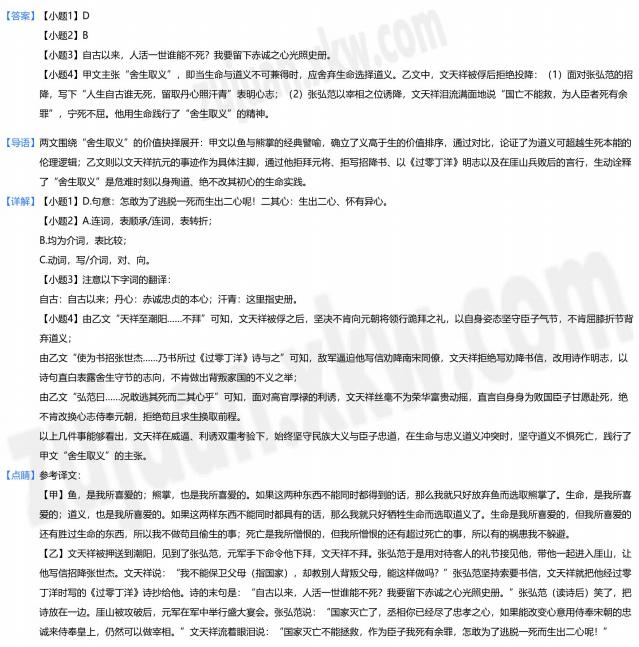 【答案】【小题1】D
【小题2】B
【小题3】自古以来，人活一世谁能不死？我要留下赤诚之心光照史册。
【小题4】甲文主张“舍生取义”，即当生命与道义不可兼得时，应舍弃生命选择道义。乙文中，文天祥被俘后拒绝投降：（1）面对张弘范的招
降，写下“人生自古谁无死，留取丹心照汗青”表明心志；（2）张弘范以宰相之位诱降，文天祥泪流满面地说“国亡不能救，为人臣者死有余
罪”，宁死不屈。他用生命践行了“舍生取义”的精神。
【导语】两文围绕“舍生取义”的价值抉择展开：甲文以鱼与熊掌的经典譬喻，确立了义高于生的价值排序，通过对比，论证了为道义可超越生死本能的
伦理逻辑；乙文则以文天祥抗元的事迹作为具体注脚，通过他拒拜元将、拒写招降书、以《过零丁洋》明志以及在厓山兵败后的言行，生动诠释
了“舍生取义”是危难时刻以身殉道、绝不改其初心的生命实践。
【详解】【小题1】D.句意：怎敢为了逃脱一死而生出二心呢！二其心：生出二心、怀有异心。
【小题2】A.连词，表顺承/连词，表转折；
B.均为介词，表比较；
C.动词，写/介词，对、向。
【小题3】注意以下字词的翻译：
自古：自古以来；丹心：赤诚忠贞的本心；汗青：这里指史册。
【小题4】由乙文“天祥至潮阳……不拜”可知，文天祥被俘之后，坚决不肯向元朝将领行跪拜之礼，以自身姿态坚守臣子气节，不肯屈膝折节背
弃道义；
由乙文“使为书招张世杰……乃书所过《过零丁洋》诗与之”可知，敌军逼迫他写信劝降南宋同僚，文天祥拒绝写劝降书信，改用诗作明志，以
诗句直白表露舍生守节的志向，不肯做出背叛家国的不义之举；
由乙文“弘范曰……况敢逃其死而二其心乎”可知，面对高官厚禄的利诱，文天祥丝毫不为荣华富贵动摇，直言自身身为败国臣子甘愿赴死，绝
不肯改换心志侍奉元朝，拒绝苟且求生换取前程。
以上几件事能够看出，文天祥在威逼、利诱双重考验下，始终坚守民族大义与臣子忠道，在生命与忠义道义冲突时，坚守道义不惧死亡，践行了
甲文“舍生取义”的主张。
【点睛】参考译文：
【甲】鱼，是我所喜爱的；熊掌，也是我所喜爱的。如果这两种东西不能同时都得到的话，那么我就只好放弃鱼而选取熊掌了。生命，是我所喜
爱的；道义，也是我所喜爱的。如果这两样东西不能同时都具有的话，那么我就只好牺牲生命而选取道义了。生命是我所喜爱的，但我所喜爱的
还有胜过生命的东西，所以我不做苟且偷生的事；死亡是我所憎恨的，但我所憎恨的还有超过死亡的事，所以有的祸患我不躲避。
【乙】文天祥被押送到潮阳，见到了张弘范，元军手下命令他下拜，文天祥不拜。张弘范于是用对待客人的礼节接见他，带他一起进入厓山，让
他写信招降张世杰。文天祥说：“我不能保卫父母（指国家），却教别人背叛父母，能这样做吗？”张弘范坚持索要书信，文天祥就把他经过零
丁洋时写的《过零丁洋》诗抄给他。诗的末句是：“自古以来，人活一世谁能不死？我要留下赤诚之心光照史册。”张弘范（读诗后）笑了，把
诗放在一边。厓山被攻破后，元军在军中举行盛大宴会。张弘范说：“国家灭亡了，丞相你已经尽了忠孝之心，如果能改变心意用侍奉宋朝的忠
诚来侍奉皇上，仍然可以做宰相。”文天祥流着眼泪说：“国家灭亡不能拯救，作为臣子我死有余罪，怎敢为了逃脱一死而生出二心呢！”